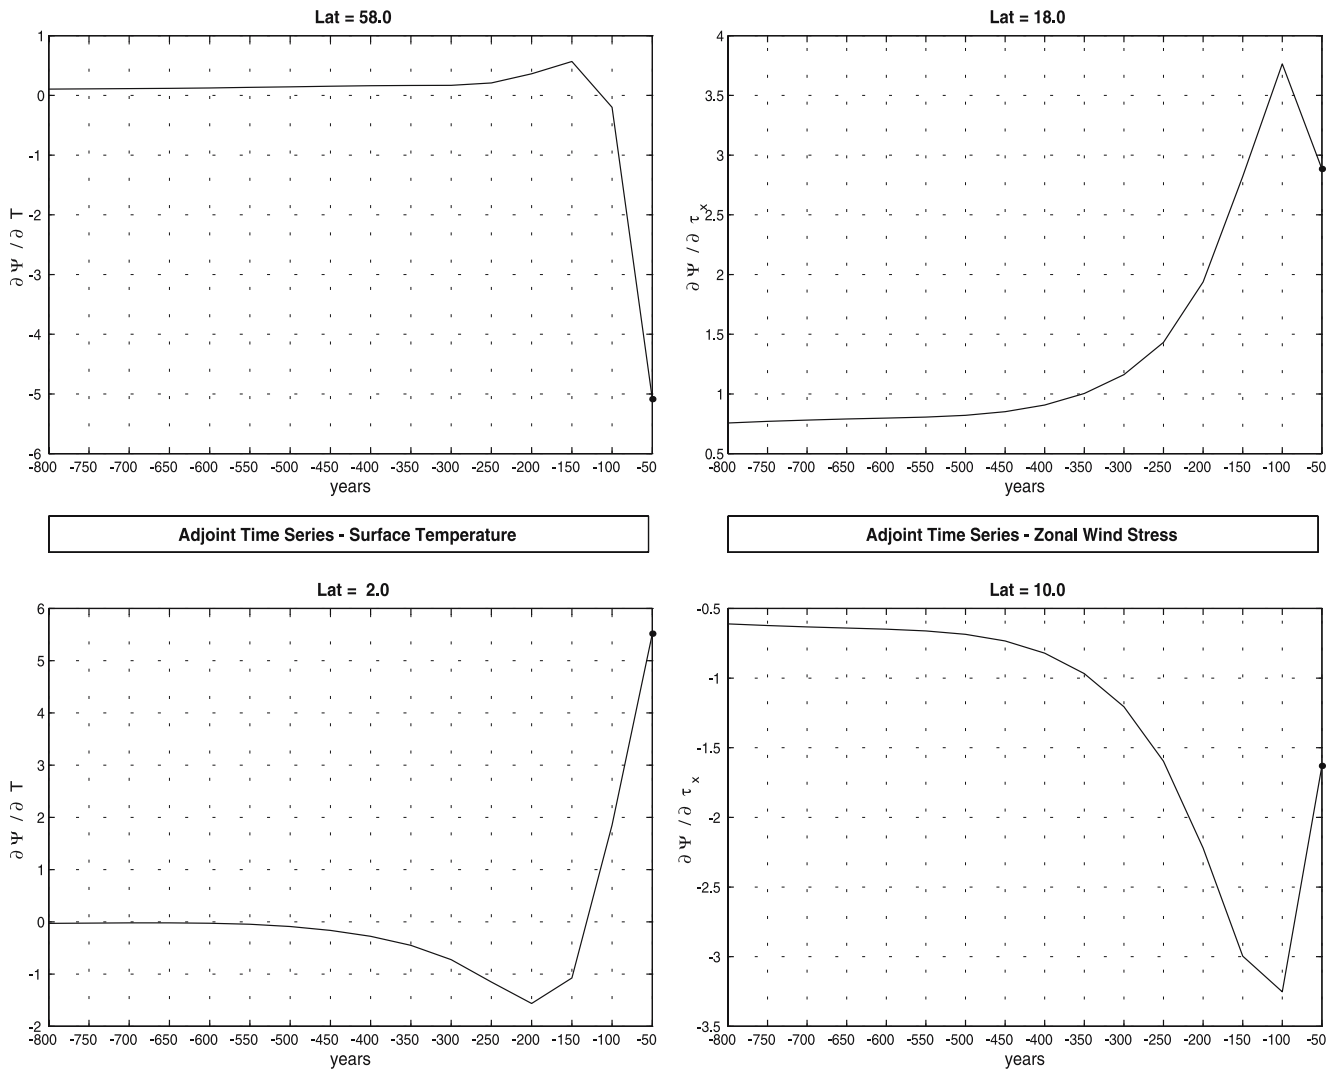 Lat = 58.0
1
0
-1
-2
-3
-4
-5
-6
∂ Ψ / ∂ T
-800 -750 -700 -650 -600 -550 -500 -450 -400 -350 -300 -250 -200 -150 -100 -50
years
Lat = 18.0
4
3.5
3
2.5
2
1.5
1
0.5
∂ Ψ / ∂ τ x
-800 -750 -700 -650 -600 -550 -500 -450 -400 -350 -300 -250 -200 -150 -100 -50
years
Adjoint Time Series - Surface Temperature
Adjoint Time Series - Zonal Wind Stress
Lat = 2.0
6
5
4
3
2
1
0
-1
-2
∂ Ψ / ∂ T
-800 -750 -700 -650 -600 -550 -500 -450 -400 -350 -300 -250 -200 -150 -100 -50
years
Lat = 10.0
-0.5
-1
-1.5
-2
-2.5
-3
-3.5
∂ Ψ / ∂ τ x
-800 -750 -700 -650 -600 -550 -500 -450 -400 -350 -300 -250 -200 -150 -100 -50
years